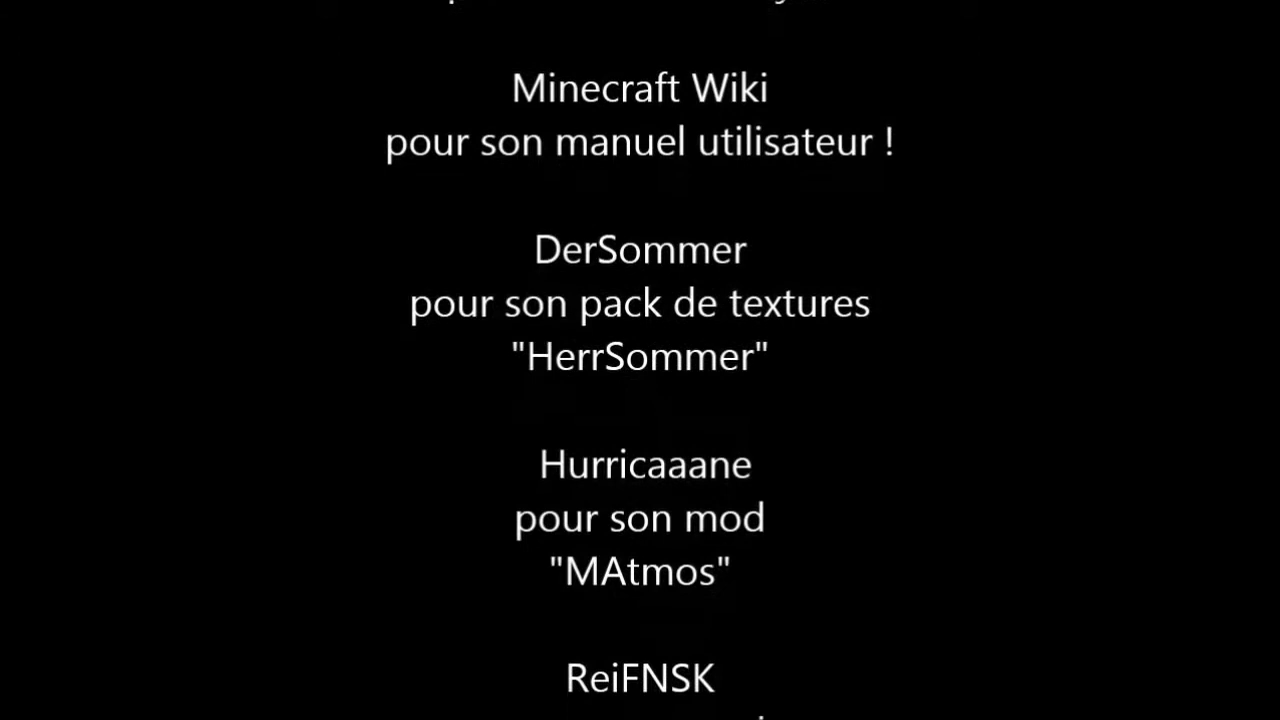 Minecraft Wiki
pour son manuel utilisateur !
DerSommer
pour son pack de textures
"HerrSommer"
Hurricaaane
pour son mod
"MAtmos"
ReiFNSK